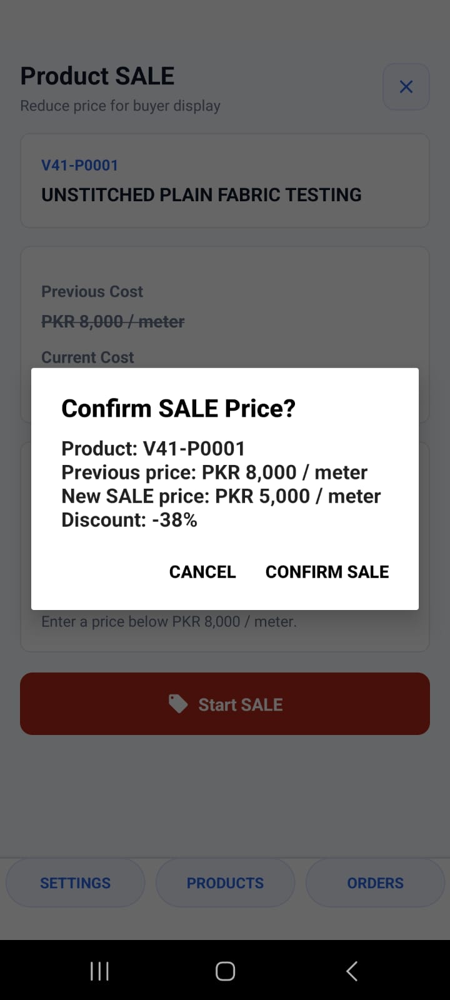 Product SALE
Reduce price for buyer display
V41-P0001
UNSTITCHED PLAIN FABRIC TESTING
Previous Cost
PKR 8,000 / meter
Current Cost
Confirm SALE Price?
Product: V41-P0001
Previous price: PKR 8,000 / meter
New SALE price: PKR 5,000 / meter
Discount: -38%
CANCEL CONFIRM SALE
Enter a price below PKR 8,000 / meter.
Start SALE
SETTINGS PRODUCTS ORDERS